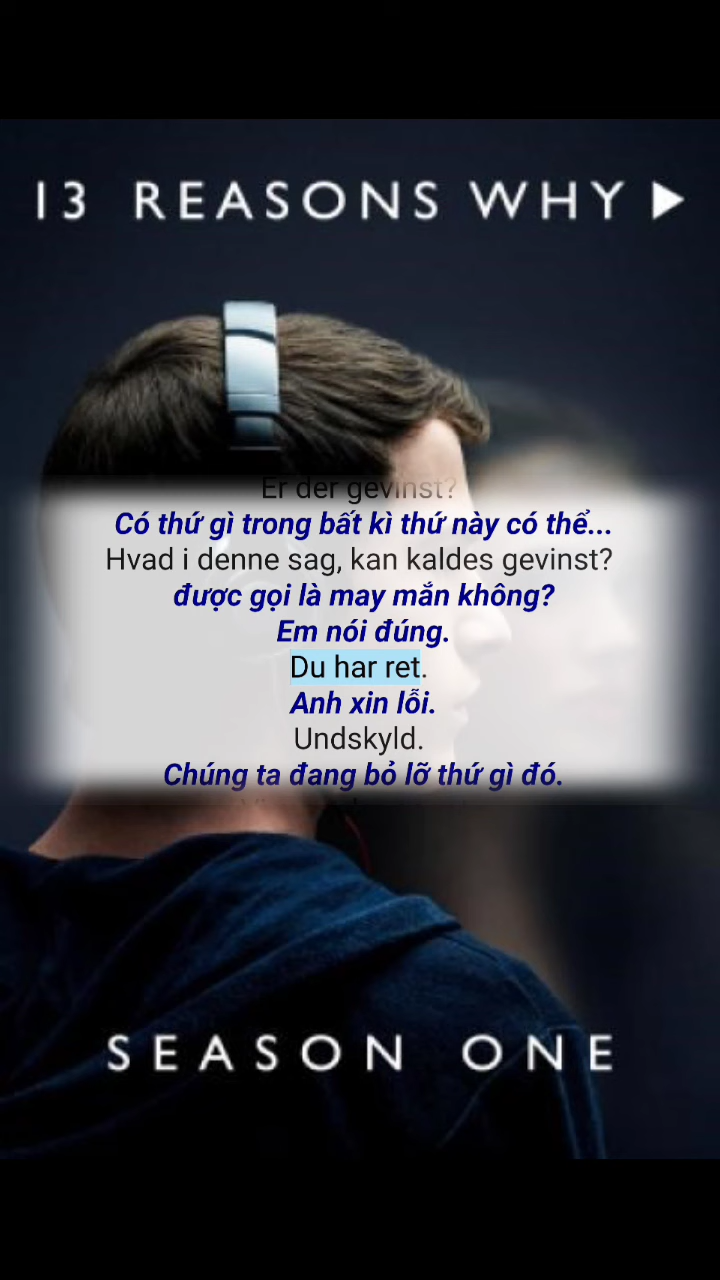 13 REASONS WHY
Er der gevinst?
Có thứ gì trong bất kì thứ này có thể...
Hvad i denne sag, kan kaldes gevinst?
được gọi là may mắn không?
Em nói đúng.
Du har ret.
Anh xin lỗi.
Undskyld.
Chúng ta đang bỏ lỡ thứ gì đó.
SEASON ONE